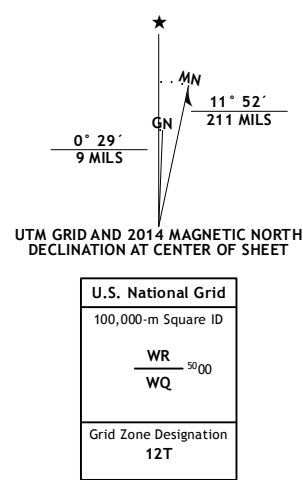 ★
MN
GN
11° 52´
211 MILS
0° 29´
9 MILS
UTM GRID AND 2014 MAGNETIC NORTH
DECLINATION AT CENTER OF SHEET
U.S. National Grid
100,000-m Square ID
WR
5000
WQ
Grid Zone Designation
12T